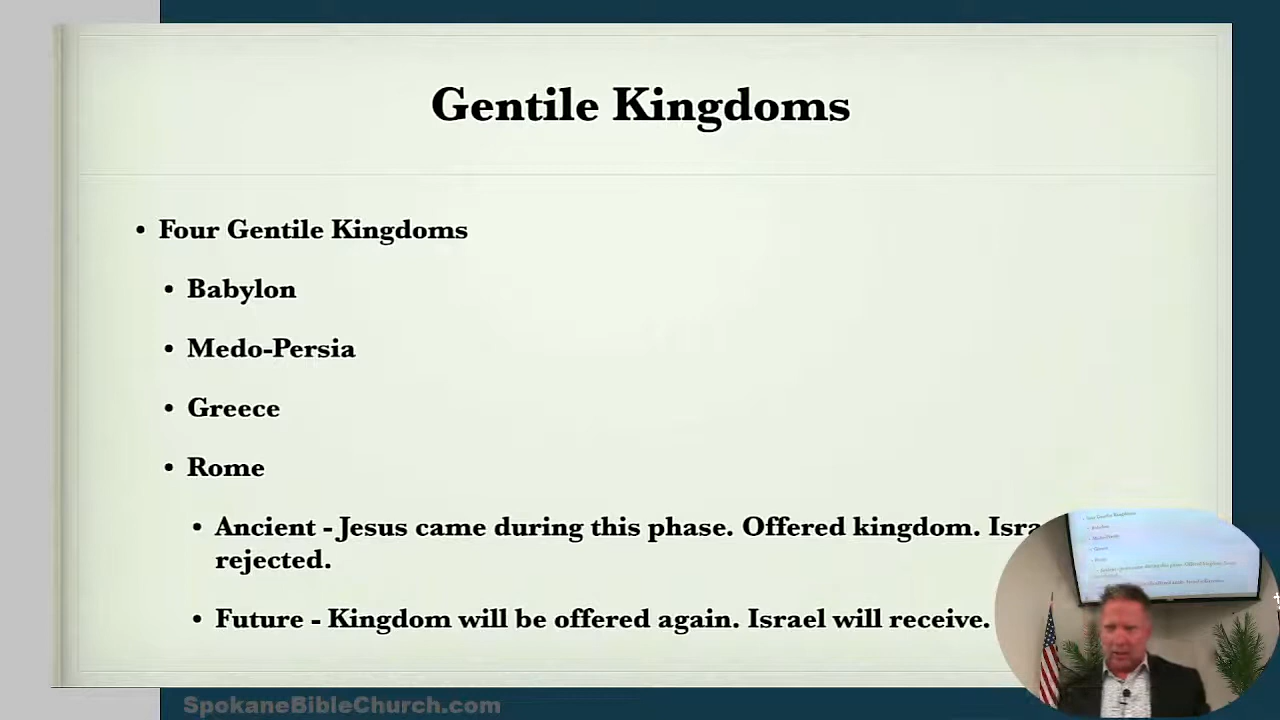 Gentile Kingdoms
• Four Gentile Kingdoms
• Babylon
• Medo-Persia
• Greece
• Rome
• Ancient - Jesus came during this phase. Offered kingdom.
rejected.
• Future - Kingdom will be offered again. Israel will receive.
SpokaneBibleChurch.com